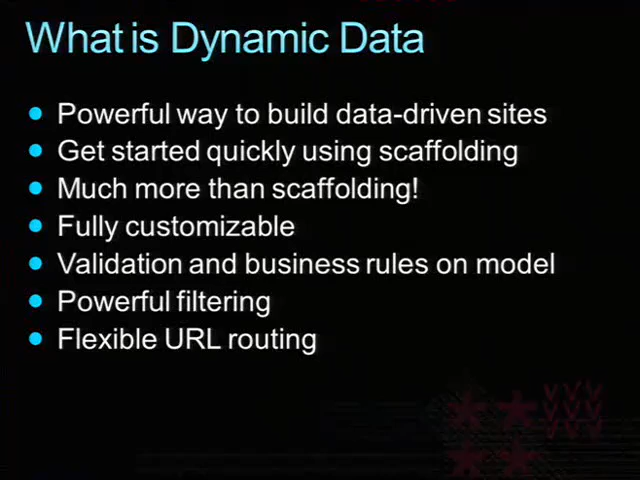 What is Dynamic Data
Powerful way to build data-driven sites
Get started quickly using scaffolding
Much more than scaffolding!
Fully customizable
Validation and business rules on model
Powerful filtering
Flexible URL routing